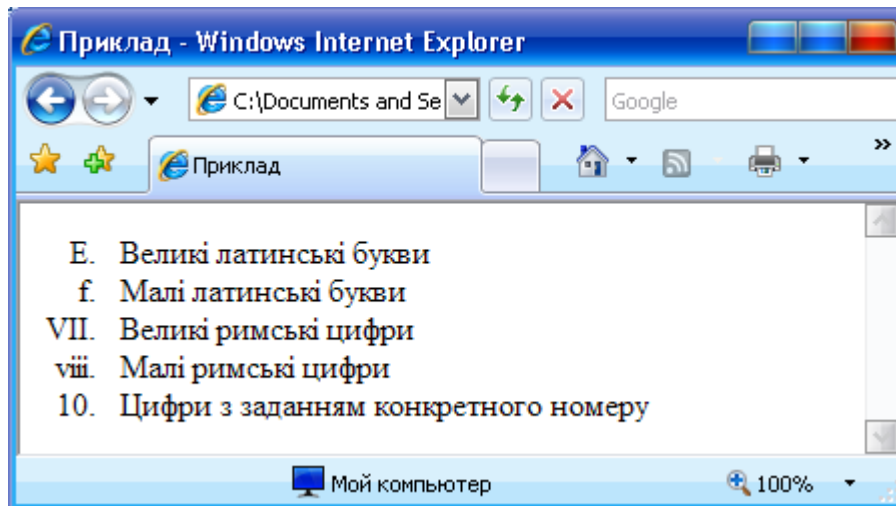 Приклад - Windows Internet Explorer
C:\Documents and Se
Google
Приклад
»
E. Великі латинські букви
f. Малі латинські букви
VII. Великі римські цифри
viii. Малі римські цифри
10. Цифри з заданням конкретного номеру
Мой компьютер 100%